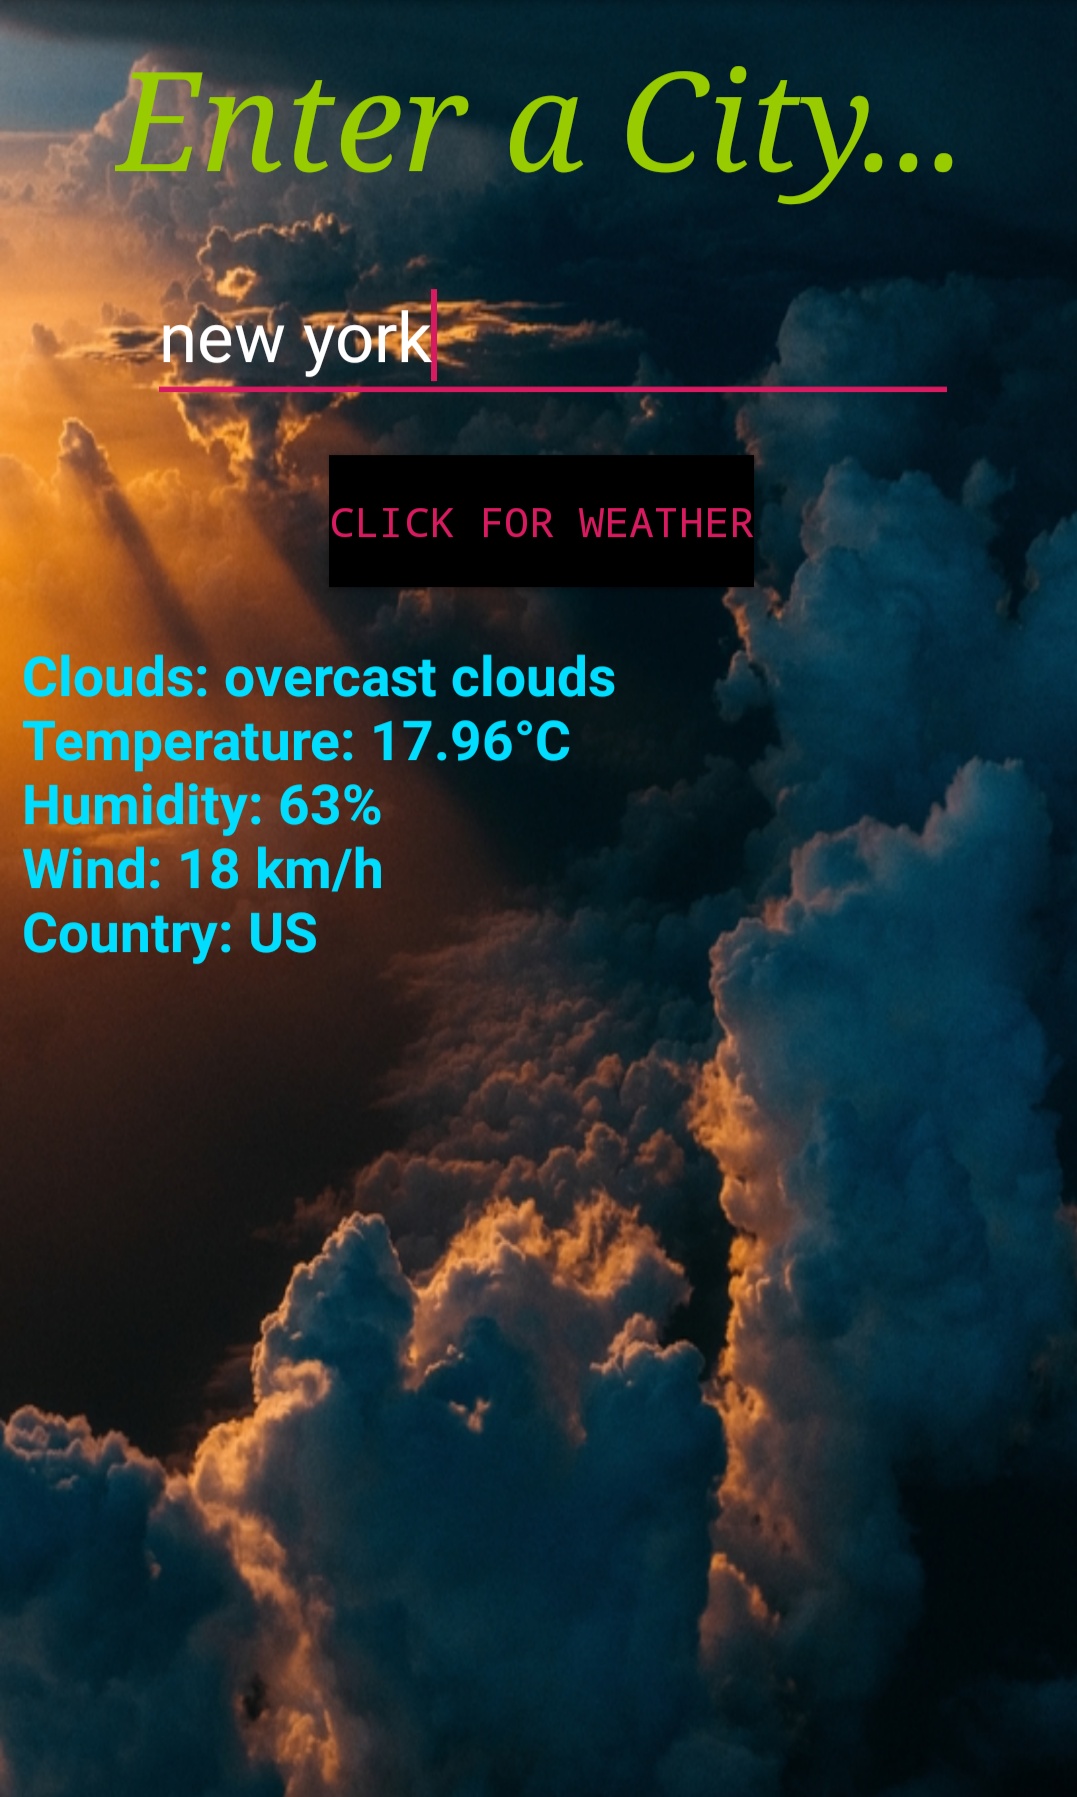 Enter a City...
new york
CLICK FOR WEATHER
Clouds: overcast clouds
Temperature: 17.96°C
Humidity: 63%
Wind: 18 km/h
Country: US